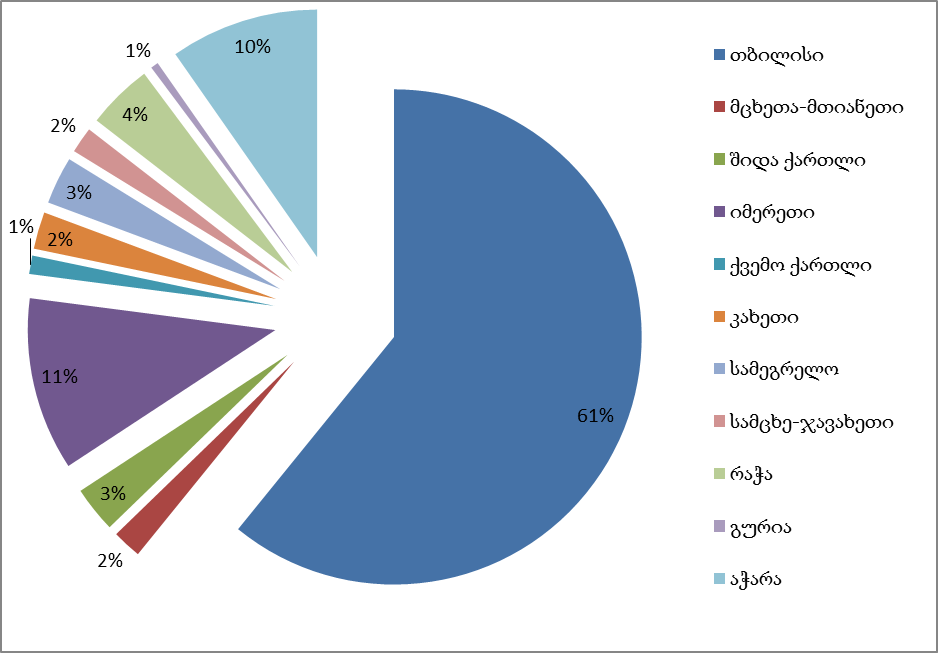 10%
1%
4%
2%
3%
1%
2%
11%
3%
2%
61%
თბილისი
მცხეთა-მთიანეთი
შიდა ქართლი
იმერეთი
ქვემო ქართლი
კახეთი
სამეგრელო
სამცხე-ჯავახეთი
რაჭა
გურია
აჭარა